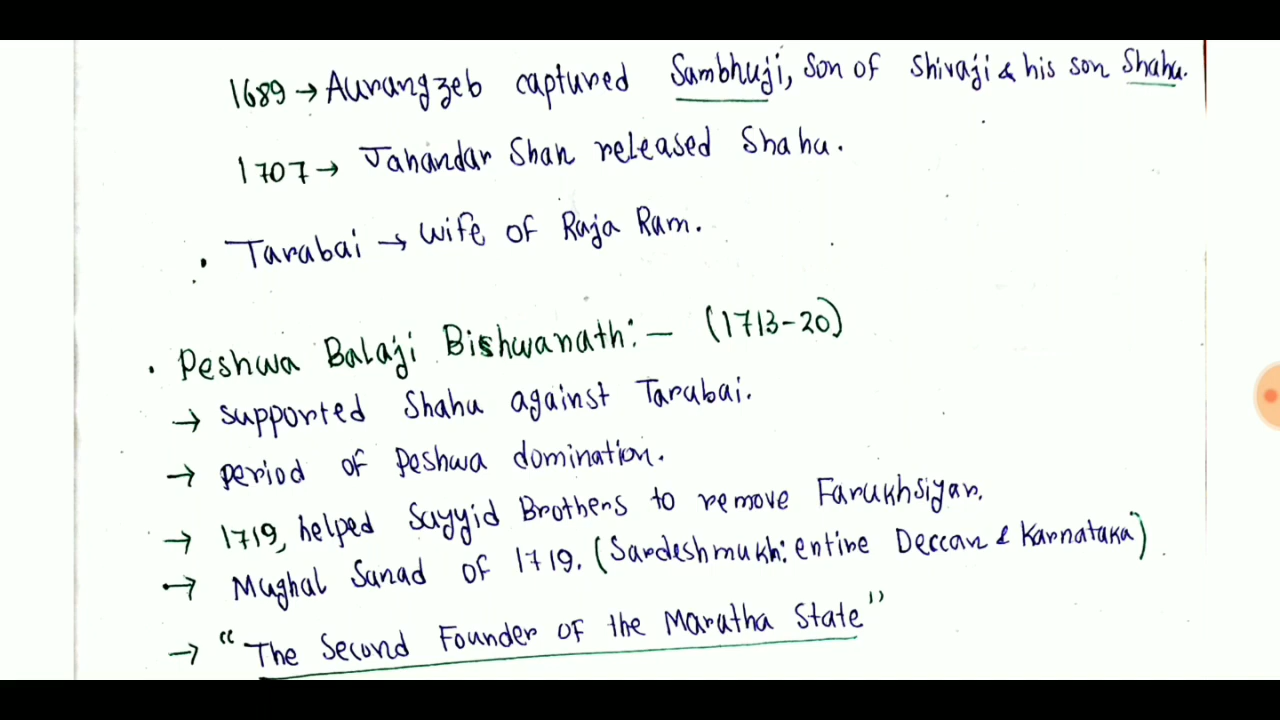 1689 → Aurangzeb captured Sambhuji, son of Shivaji & his son Shahu.
1707 → Jahandar Shah released Shahu.
• Tarabai → wife of Raja Ram.
• Peshwa Balaji Bishwanath:— (1713-20)
→ supported Shahu against Tarabai.
→ period of Peshwa domination.
→ 1719, helped Sayyid Brothers to remove Farukhsiyar.
→ Mughal Sanad of 1719. (Sardeshmukh: entire Deccan & Karnataka)
→ "The Second Founder of the Maratha State"